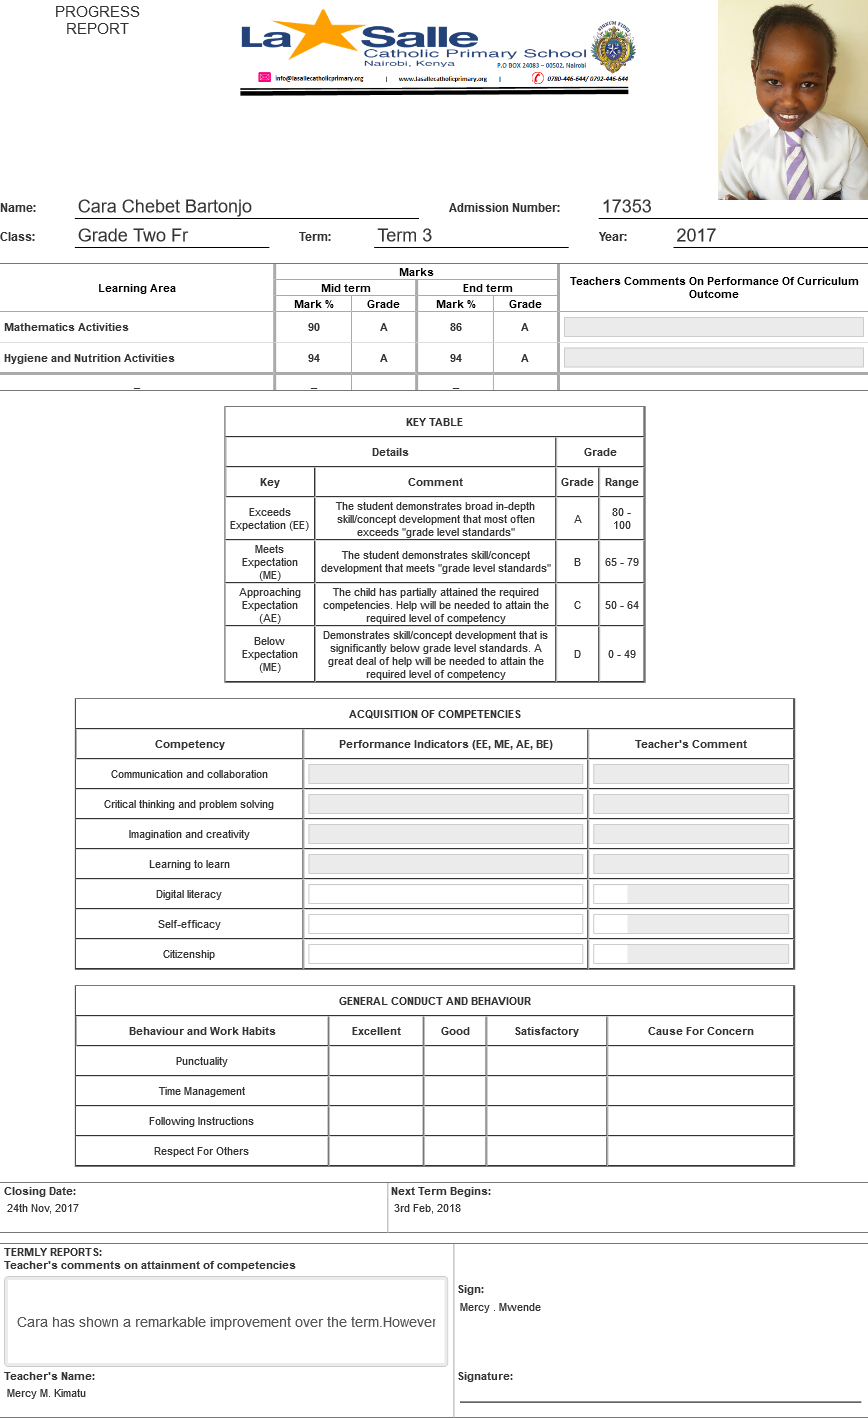 PROGRESS
REPORT
La Salle
Catholic Primary School
Nairobi, Kenya
P.O BOX 24083 – 00502, Nairobi
info@lasallecatholicprimary.org | www.lasallecatholicprimary.org | 0780-446-644/ 0792-446-644
Name: Cara Chebet Bartonjo Admission Number: 17353
Class: Grade Two Fr Term: Term 3 Year: 2017
Learning Area Marks Teachers Comments On Performance Of Curriculum Outcome
Mid term End term
Mark % Grade Mark % Grade
Mathematics Activities 90 A 86 A
Hygiene and Nutrition Activities 94 A 94 A
– – –
KEY TABLE
Details Grade
Key Comment Grade Range
Exceeds Expectation (EE) The student demonstrates broad in-depth skill/concept development that most often exceeds "grade level standards" A 80 - 100
Meets Expectation (ME) The student demonstrates skill/concept development that meets "grade level standards" B 65 - 79
Approaching Expectation (AE) The child has partially attained the required competencies. Help will be needed to attain the required level of competency C 50 - 64
Below Expectation (ME) Demonstrates skill/concept development that is significantly below grade level standards. A great deal of help will be needed to attain the required level of competency D 0 - 49
ACQUISITION OF COMPETENCIES
Competency Performance Indicators (EE, ME, AE, BE) Teacher's Comment
Communication and collaboration
Critical thinking and problem solving
Imagination and creativity
Learning to learn
Digital literacy
Self-efficacy
Citizenship
GENERAL CONDUCT AND BEHAVIOUR
Behaviour and Work Habits Excellent Good Satisfactory Cause For Concern
Punctuality
Time Management
Following Instructions
Respect For Others
Closing Date: Next Term Begins:
24th Nov, 2017 3rd Feb, 2018
TERMLY REPORTS:
Teacher's comments on attainment of competencies
Cara has shown a remarkable improvement over the term.However
Sign:
Mercy . Mwende
Teacher's Name: Signature:
Mercy M. Kimatu